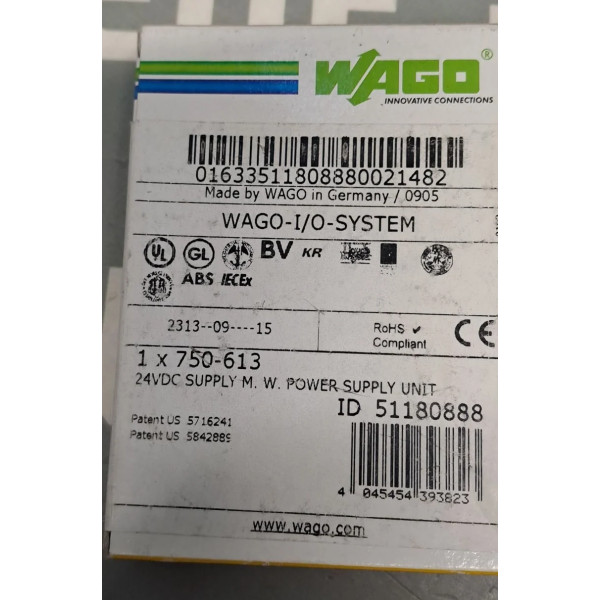 WAGO®
INNOVATIVE CONNECTIONS
01633511808880021482
Made by WAGO in Germany / 0905
WAGO-I/O-SYSTEM
UL GL BV KR
ABS IECEx
2313--09----15
RoHS ✓
Compliant
CE
1 x 750-613
24VDC SUPPLY M. W. POWER SUPPLY UNIT
ID 51180888
Patent US 5716241
Patent US 5842889
4 045454 393823
www.wago.com